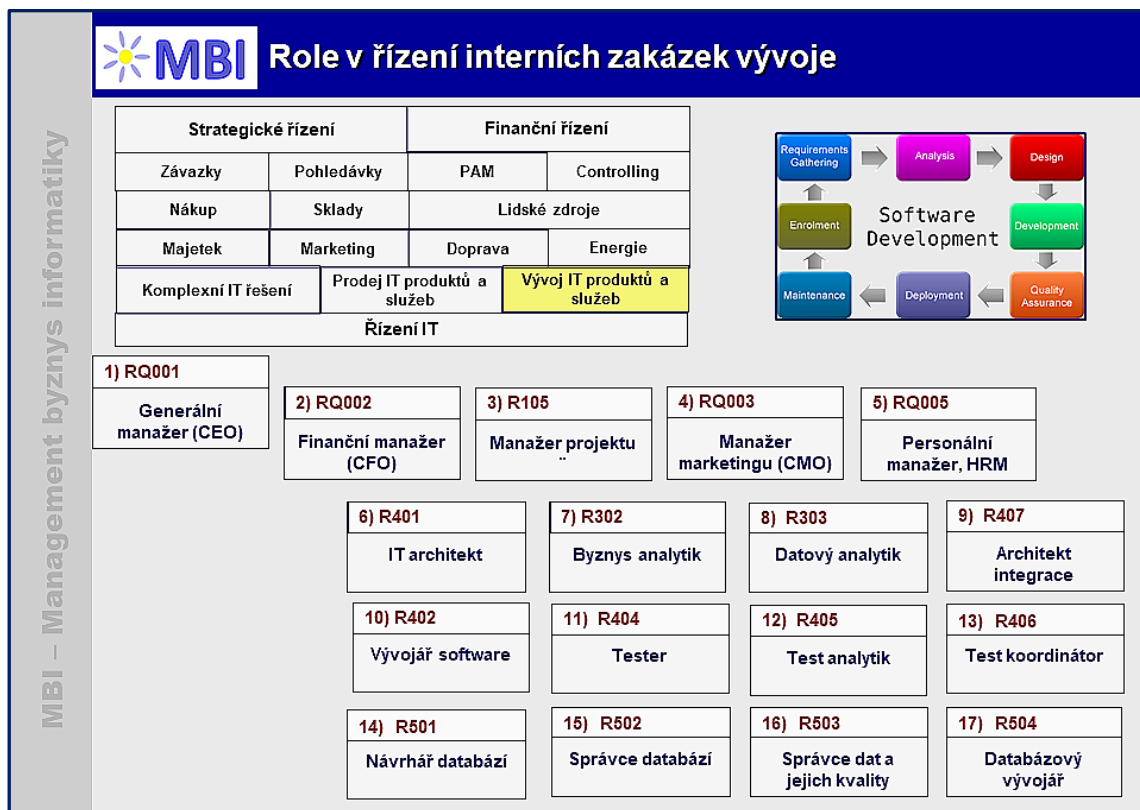 MBI
Role v řízení interních zakázek vývoje
MBI – Management byznys informatiky
Strategické řízení
Finanční řízení
Závazky
Pohledávky
PAM
Controlling
Nákup
Sklady
Lidské zdroje
Majetek
Marketing
Doprava
Energie
Komplexní IT řešení
Prodej IT produktů a
služeb
Vývoj IT produktů a
služeb
Řízení IT
Requirements
Gathering
Analysis
Design
Enrolment
Software
Development
Development
Maintenance
Deployment
Quality
Assurance
1) RQ001
Generální
manažer (CEO)
2) RQ002
Finanční manažer
(CFO)
3) R105
Manažer projektu
¨
4) RQ003
Manažer
marketingu (CMO)
5) RQ005
Personální
manažer, HRM
6) R401
IT architekt
7) R302
Byznys analytik
8) R303
Datový analytik
9) R407
Architekt
integrace
10) R402
Vývojář software
11) R404
Tester
12) R405
Test analytik
13) R406
Test koordinátor
14) R501
Návrhář databází
15) R502
Správce databází
16) R503
Správce dat a
jejich kvality
17) R504
Databázový
vývojář